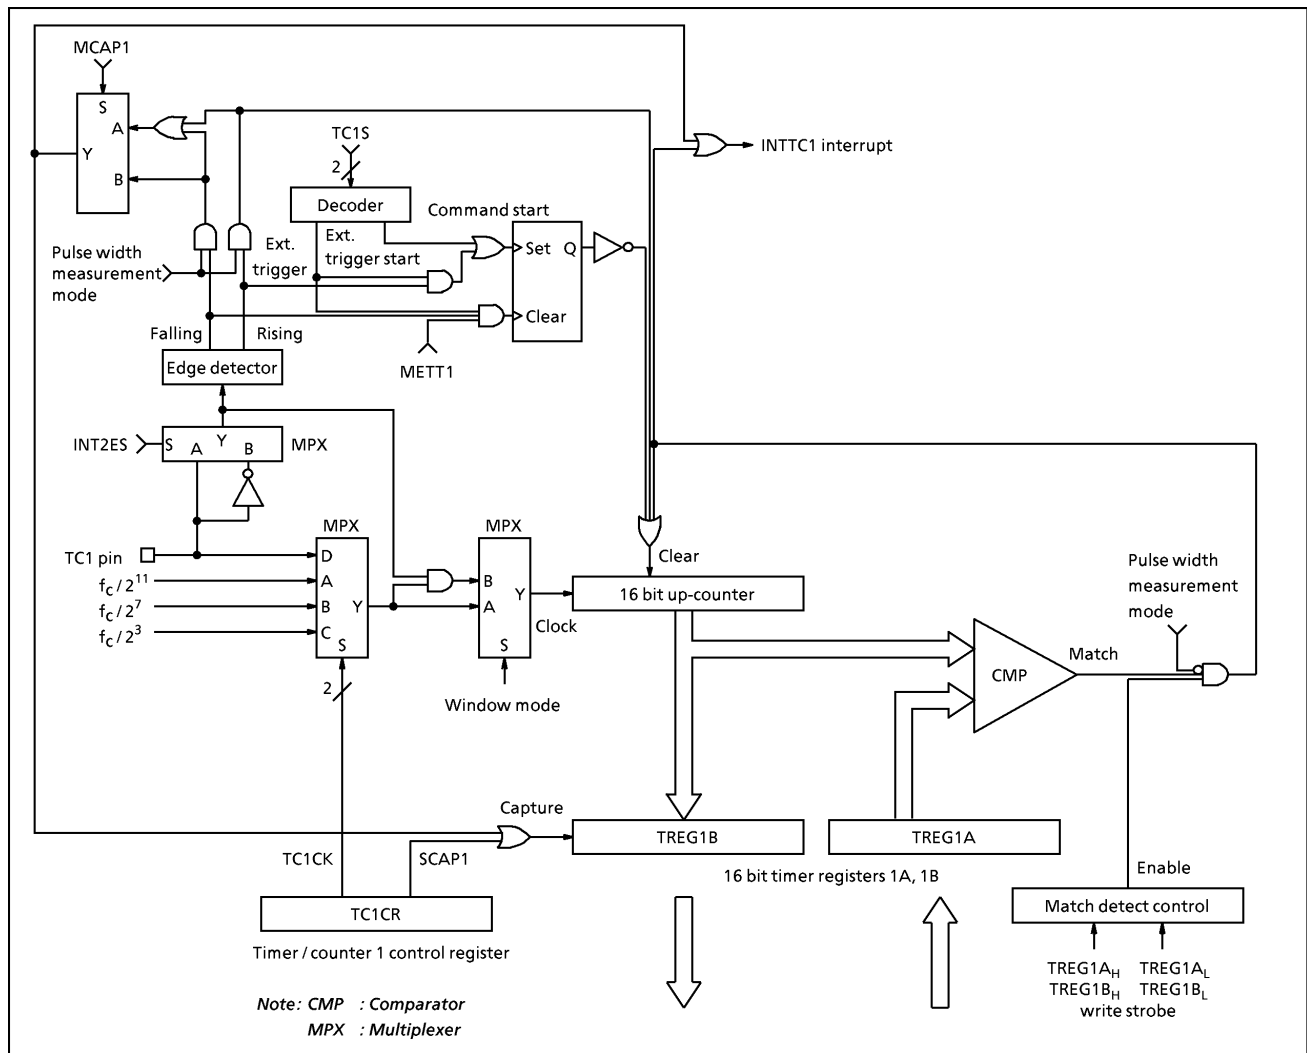 MCAP1
S
A
Y
B
TC1S
2
Decoder
Command start
INTTC1 interrupt
Pulse width
measurement
mode
Ext.
trigger
Ext.
trigger start
Set Q
Clear
METT1
Falling Rising
Edge detector
INT2ES
S A Y B
MPX
MPX
MPX
TC1 pin
fc / 2^11
fc / 2^7
fc / 2^3
D
A
B
C
Y
S
2
B
A
Y
S
Clock
Window mode
Clear
16 bit up-counter
CMP
Match
Pulse width
measurement
mode
Capture
TREG1B
TREG1A
16 bit timer registers 1A, 1B
TC1CK
SCAP1
TC1CR
Timer / counter 1 control register
Enable
Match detect control
TREG1AH TREG1AL
TREG1BH TREG1BL
write strobe
Note: CMP : Comparator
MPX : Multiplexer